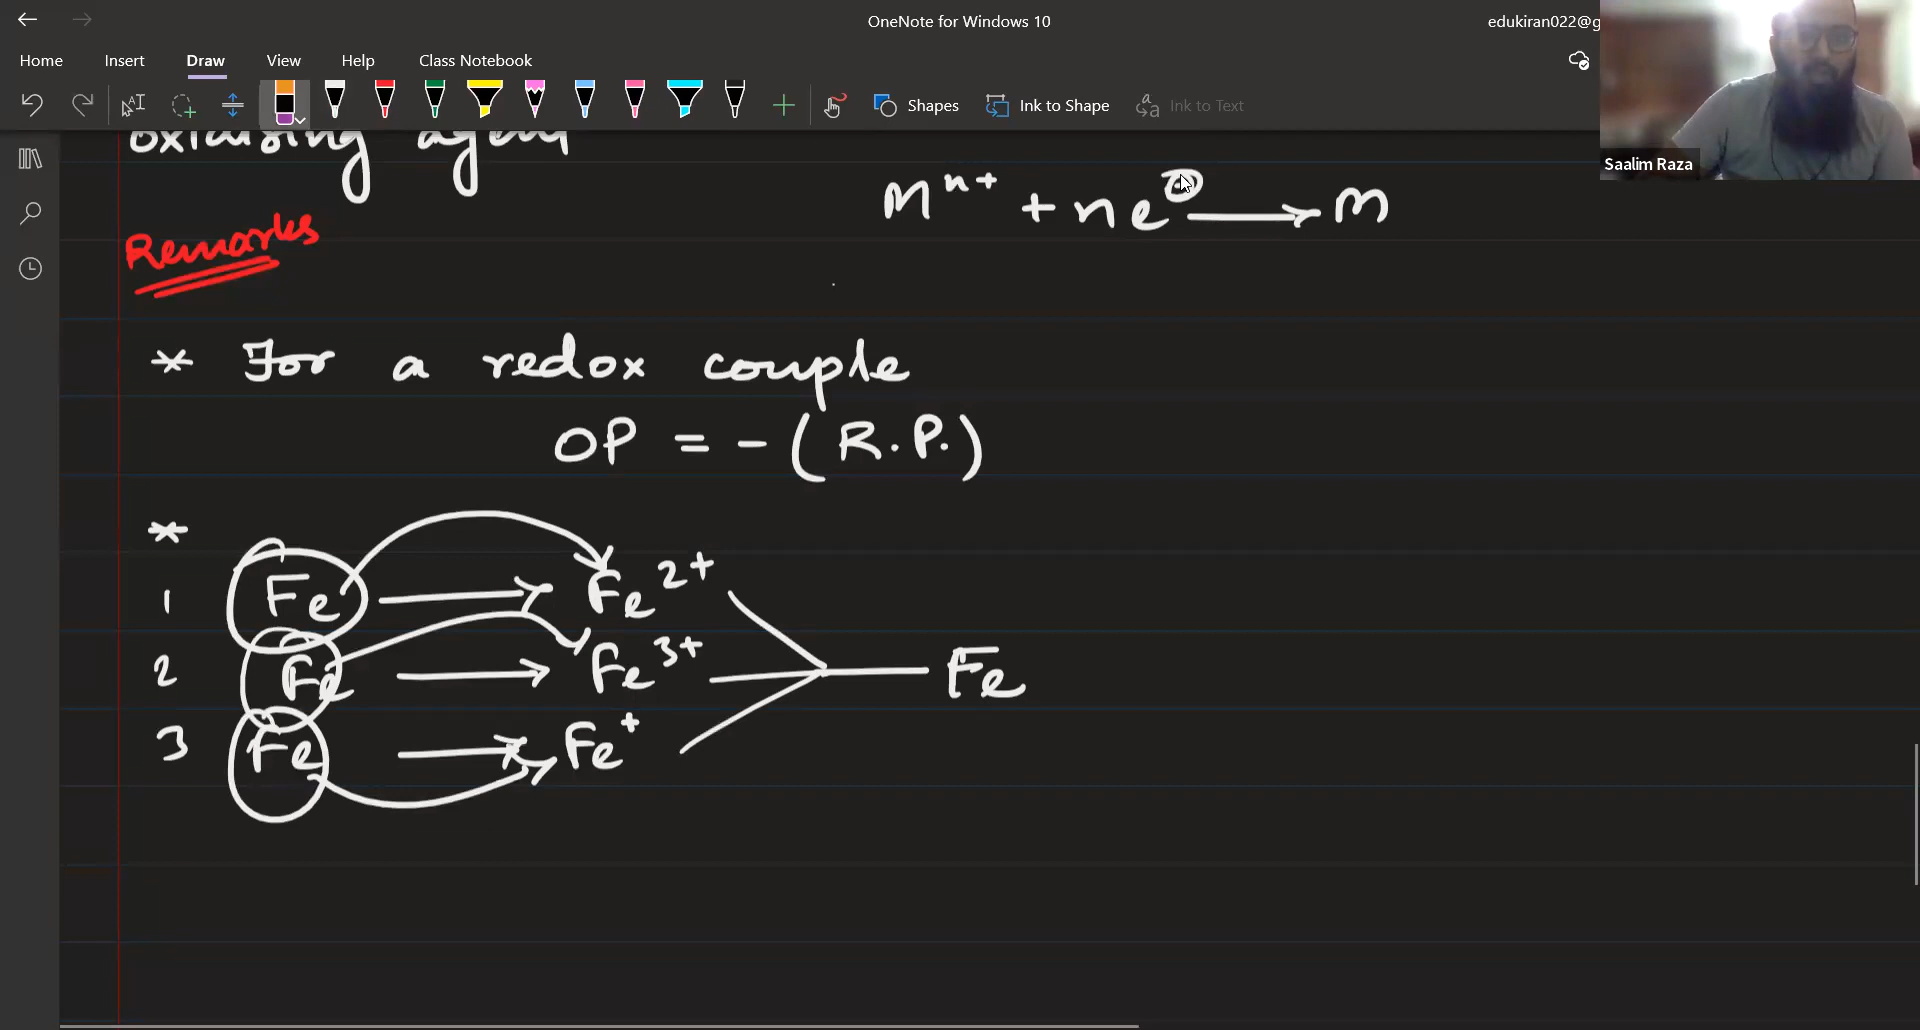 OneNote for Windows 10
edukiran022@g
Home Insert Draw View Help Class Notebook
Shapes Ink to Shape Ink to Text
Saalim Raza
oxidising agent
Mⁿ⁺ + ne⊖ → M
Remarks
* For a redox couple
OP = - (R.P.)
*
1 Fe → Fe²⁺
2 Fe → Fe³⁺ — Fe
3 Fe → Fe⁺